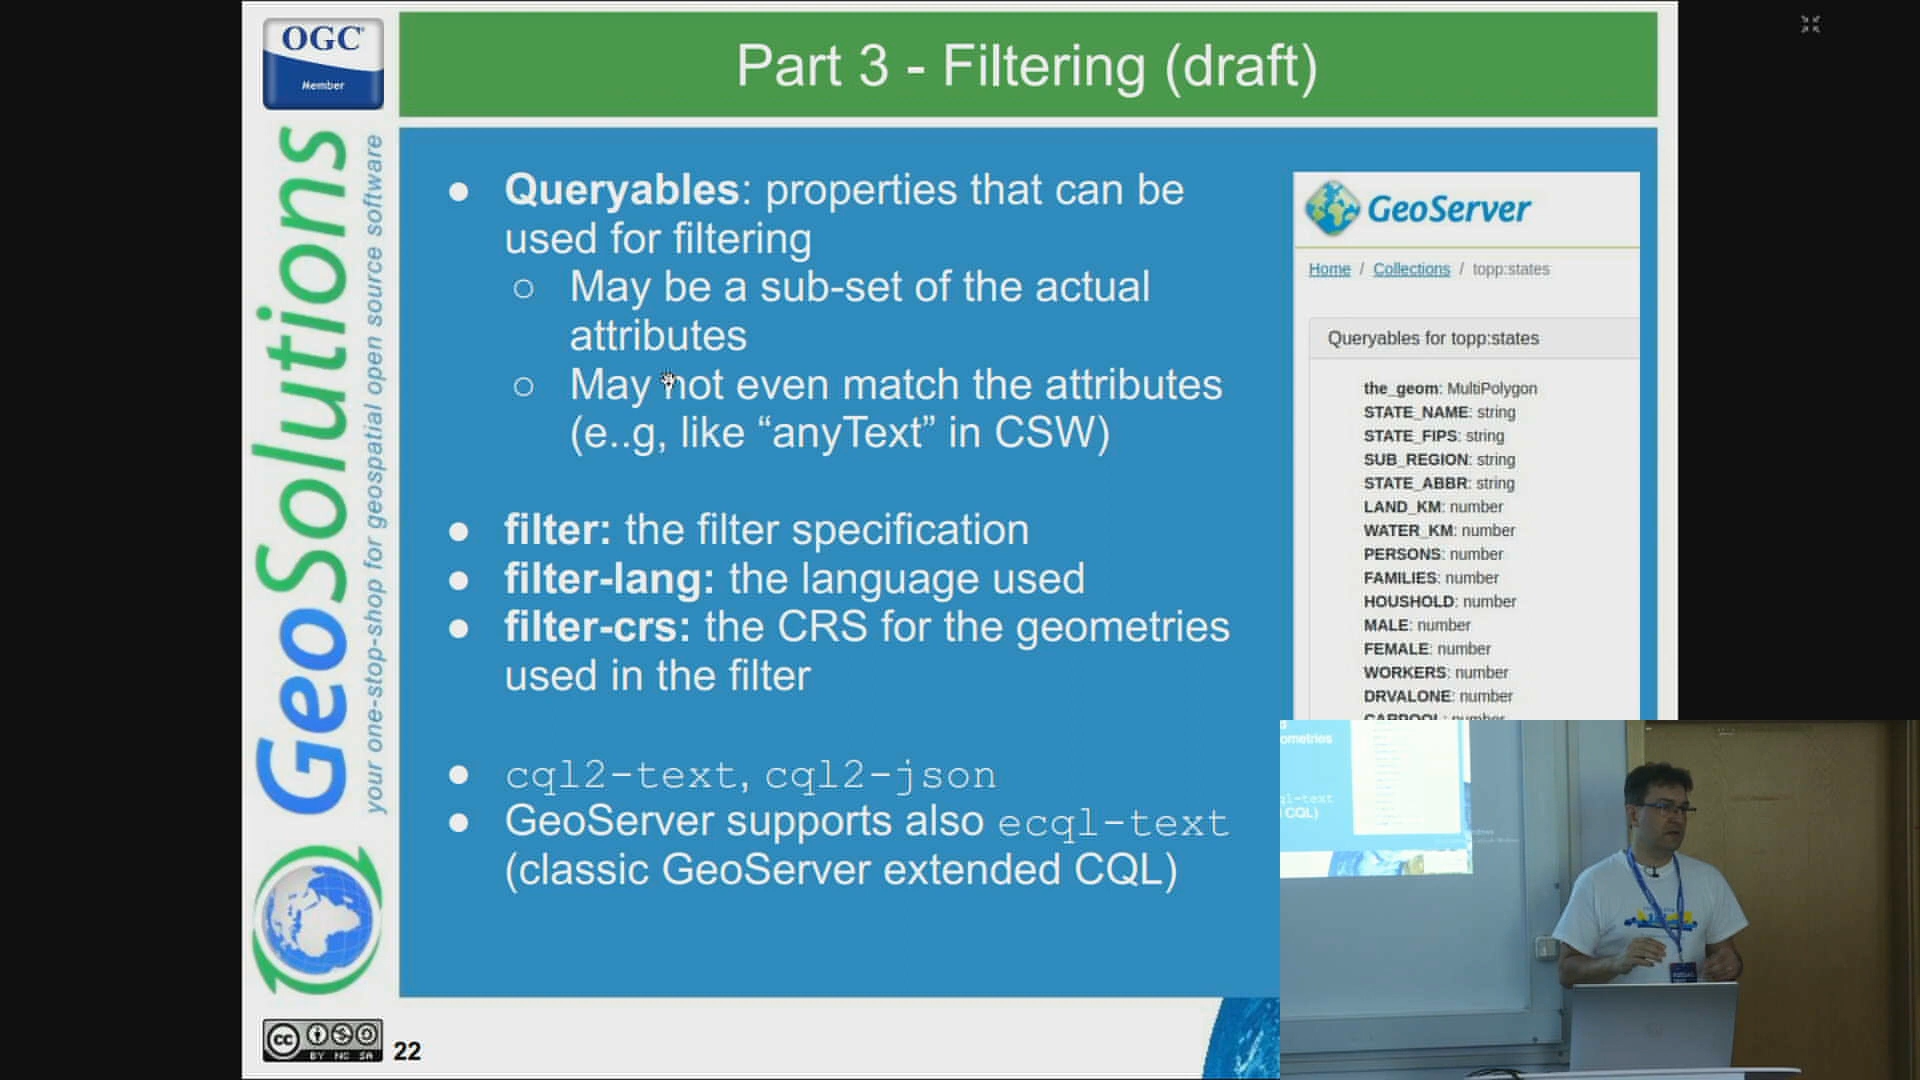 OGC
Member
GeoSolutions
your one-stop-shop for geospatial open source software
Part 3 - Filtering (draft)
● Queryables: properties that can be
used for filtering
○ May be a sub-set of the actual
attributes
○ May not even match the attributes
(e..g, like “anyText” in CSW)
● filter: the filter specification
● filter-lang: the language used
● filter-crs: the CRS for the geometries
used in the filter
● cql2-text, cql2-json
● GeoServer supports also ecql-text
(classic GeoServer extended CQL)
GeoServer
Home / Collections / topp:states
Queryables for topp:states
the_geom: MultiPolygon
STATE_NAME: string
STATE_FIPS: string
SUB_REGION: string
STATE_ABBR: string
LAND_KM: number
WATER_KM: number
PERSONS: number
FAMILIES: number
HOUSHOLD: number
MALE: number
FEMALE: number
WORKERS: number
DRVALONE: number
CARPOOL: number
ometries
ql-text
CQL)
cc
BY NC SA
22